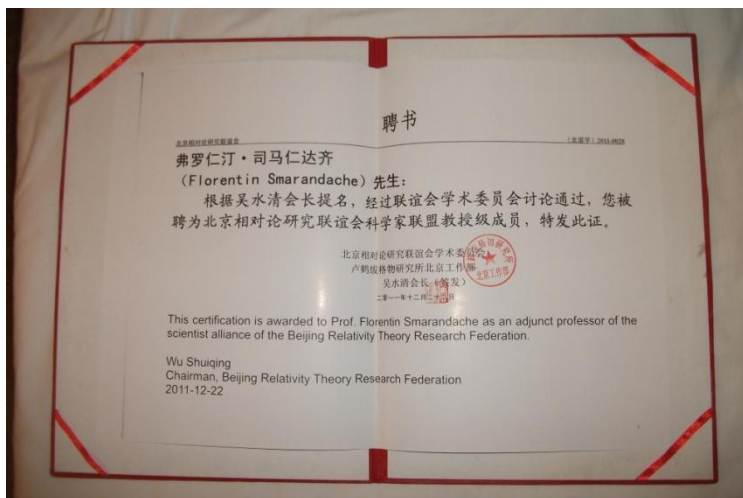 聘书
北京相对论研究联谊会
2011-0028
弗罗仁汀·司马仁达齐
（Florentin Smarandache）先生：
根据吴水清会长提名，经过联谊会学术委员会讨论通过，您被
聘为北京相对论研究联谊会科学家联盟教授级成员，特发此证。
北京相对论研究联谊会学术委员会
卢鹤绂格物研究所北京工作部
吴水清会长（签发）
二零一一年十二月二十二日
北京工作部
This certification is awarded to Prof. Florentin Smarandache as an adjunct professor of the
scientist alliance of the Beijing Relativity Theory Research Federation.
Wu Shuiqing
Chairman, Beijing Relativity Theory Research Federation
2011-12-22